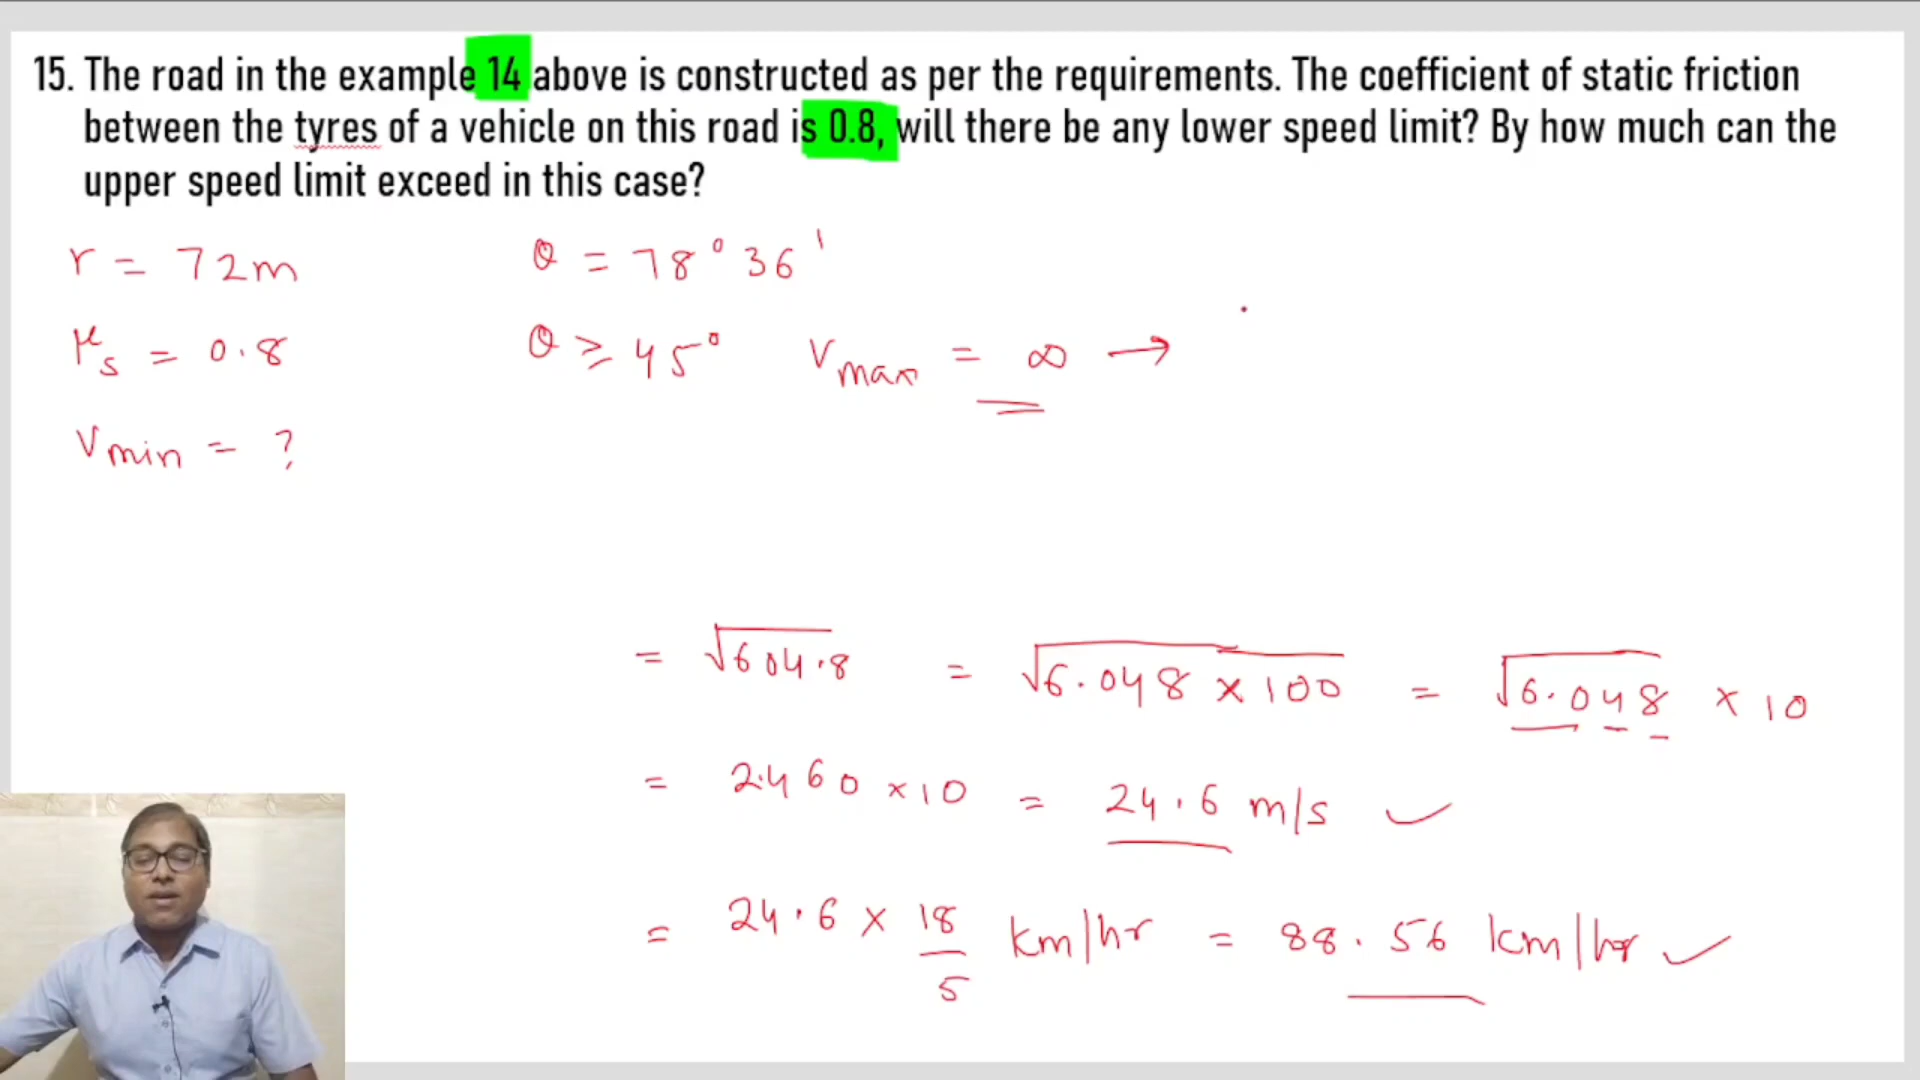 15. The road in the example 14 above is constructed as per the requirements. The coefficient of static friction
between the tyres of a vehicle on this road is 0.8, will there be any lower speed limit? By how much can the
upper speed limit exceed in this case?
r = 72m θ = 78° 36'
μs = 0.8 θ ≥ 45° vmax = ∞ →
vmin = ?
= √604.8 = √6.048 × 100 = √6.048 × 10
= 2.460 × 10 = 24.6 m/s ✓
= 24.6 × 18/5 km/hr = 88.56 km/hr ✓